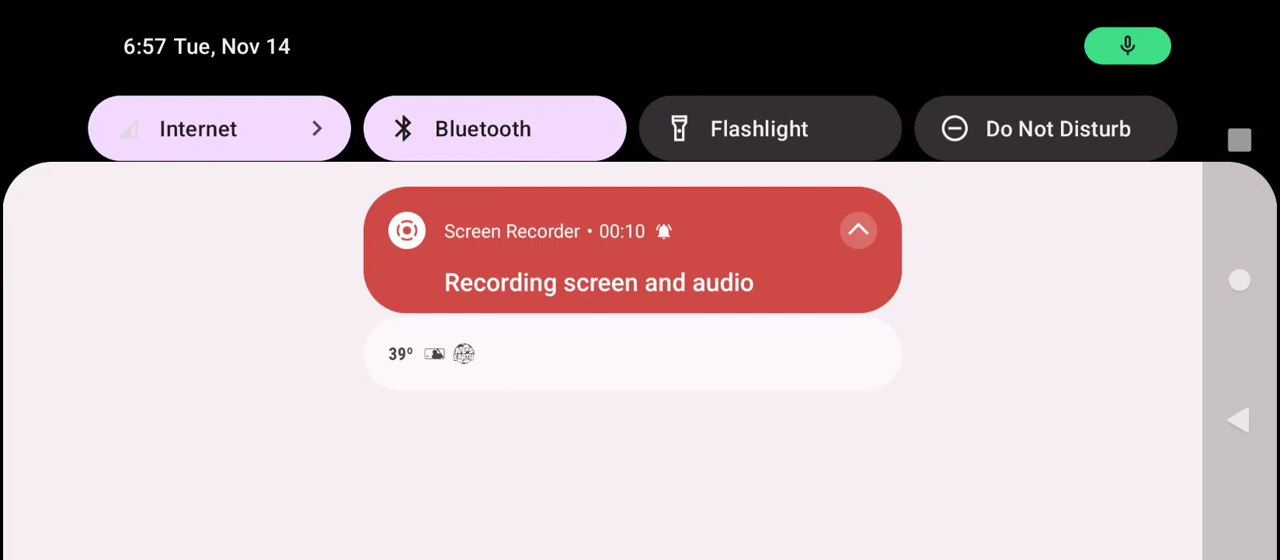 6:57 Tue, Nov 14
Internet
Bluetooth
Flashlight
Do Not Disturb
Screen Recorder • 00:10
Recording screen and audio
39º